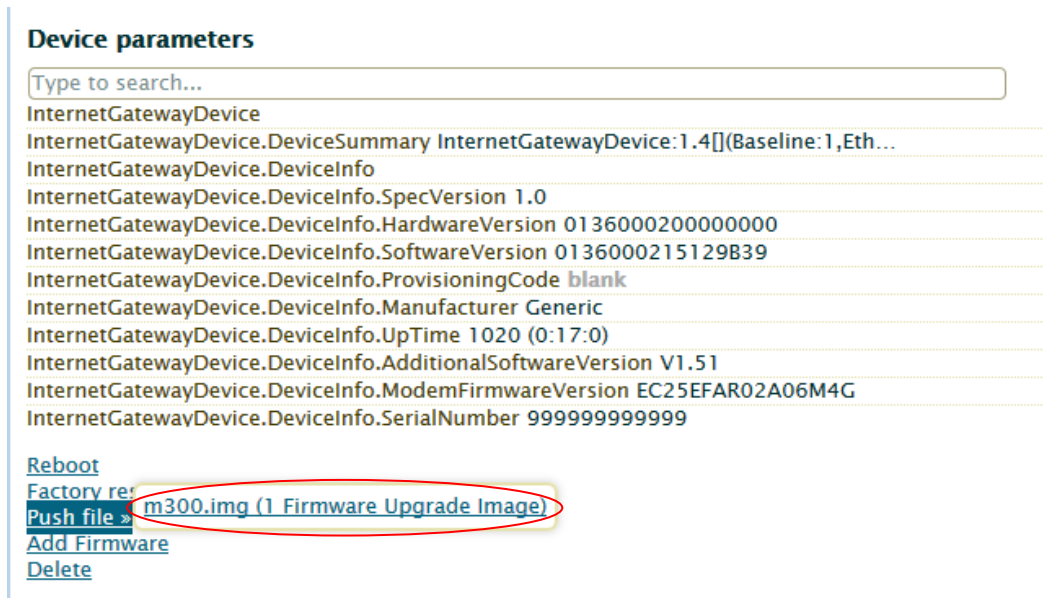 Device parameters
Type to search...
InternetGatewayDevice
InternetGatewayDevice.DeviceSummary InternetGatewayDevice:1.4[](Baseline:1,Eth...
InternetGatewayDevice.DeviceInfo
InternetGatewayDevice.DeviceInfo.SpecVersion 1.0
InternetGatewayDevice.DeviceInfo.HardwareVersion 0136000200000000
InternetGatewayDevice.DeviceInfo.SoftwareVersion 0136000215129B39
InternetGatewayDevice.DeviceInfo.ProvisioningCode blank
InternetGatewayDevice.DeviceInfo.Manufacturer Generic
InternetGatewayDevice.DeviceInfo.UpTime 1020 (0:17:0)
InternetGatewayDevice.DeviceInfo.AdditionalSoftwareVersion V1.51
InternetGatewayDevice.DeviceInfo.ModemFirmwareVersion EC25EFAR02A06M4G
InternetGatewayDevice.DeviceInfo.SerialNumber 999999999999
Reboot
Factory res
Push file » m300.img (1 Firmware Upgrade Image)
Add Firmware
Delete